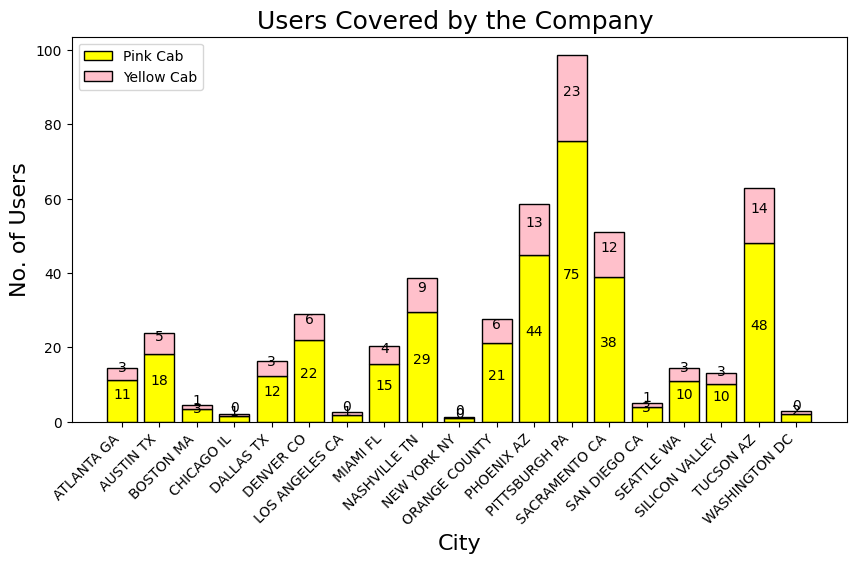 Users Covered by the Company
Pink Cab
Yellow Cab
No. of Users
100
80
60
40
20
0
3
11
5
18
1
3
0
1
3
12
6
22
0
1
4
15
9
29
0
0
6
21
13
44
23
75
12
38
1
3
3
10
3
10
14
48
0
2
ATLANTA GA
AUSTIN TX
BOSTON MA
CHICAGO IL
DALLAS TX
DENVER CO
LOS ANGELES CA
MIAMI FL
NASHVILLE TN
NEW YORK NY
ORANGE COUNTY
PHOENIX AZ
PITTSBURGH PA
SACRAMENTO CA
SAN DIEGO CA
SEATTLE WA
SILICON VALLEY
TUCSON AZ
WASHINGTON DC
City